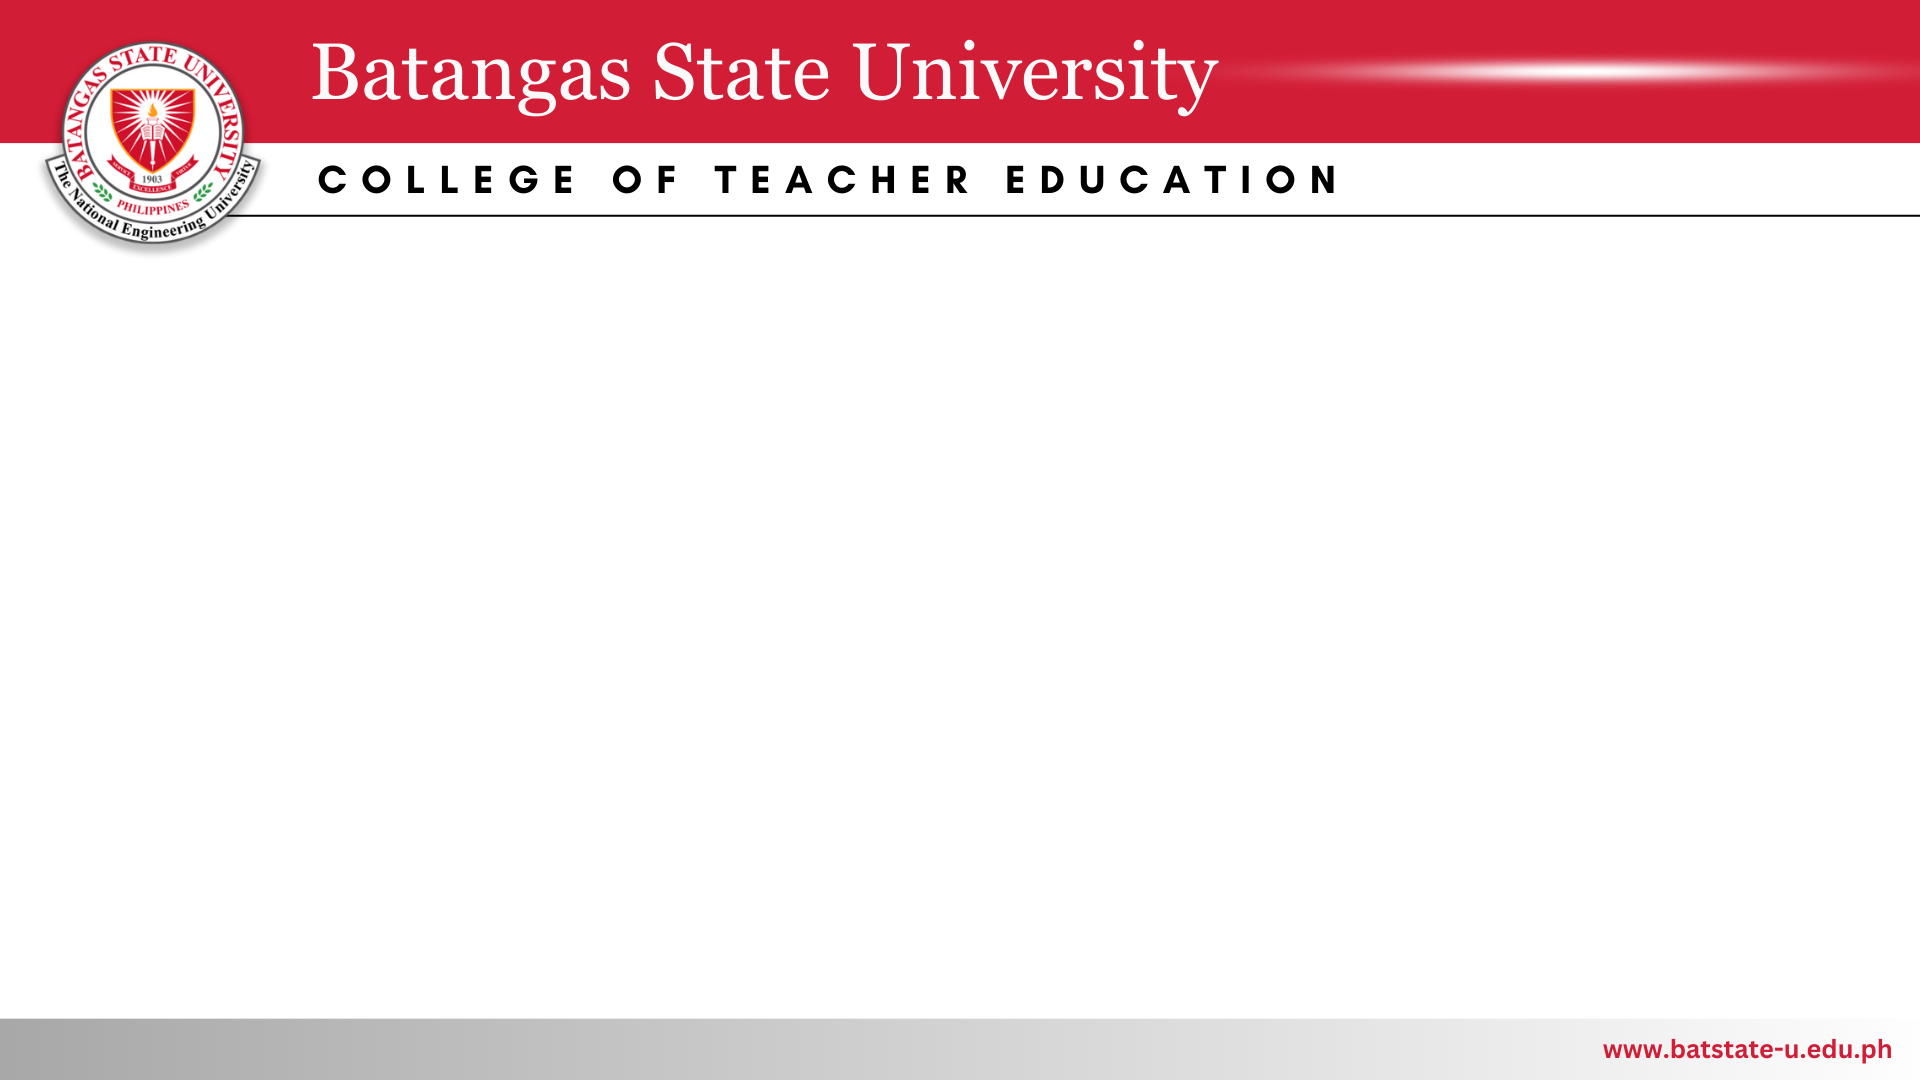 Batangas State University
COLLEGE OF TEACHER EDUCATION
BATANGAS STATE UNIVERSITY
1903
EXCELLENCE
PHILIPPINES
The National Engineering University
www.batstate-u.edu.ph